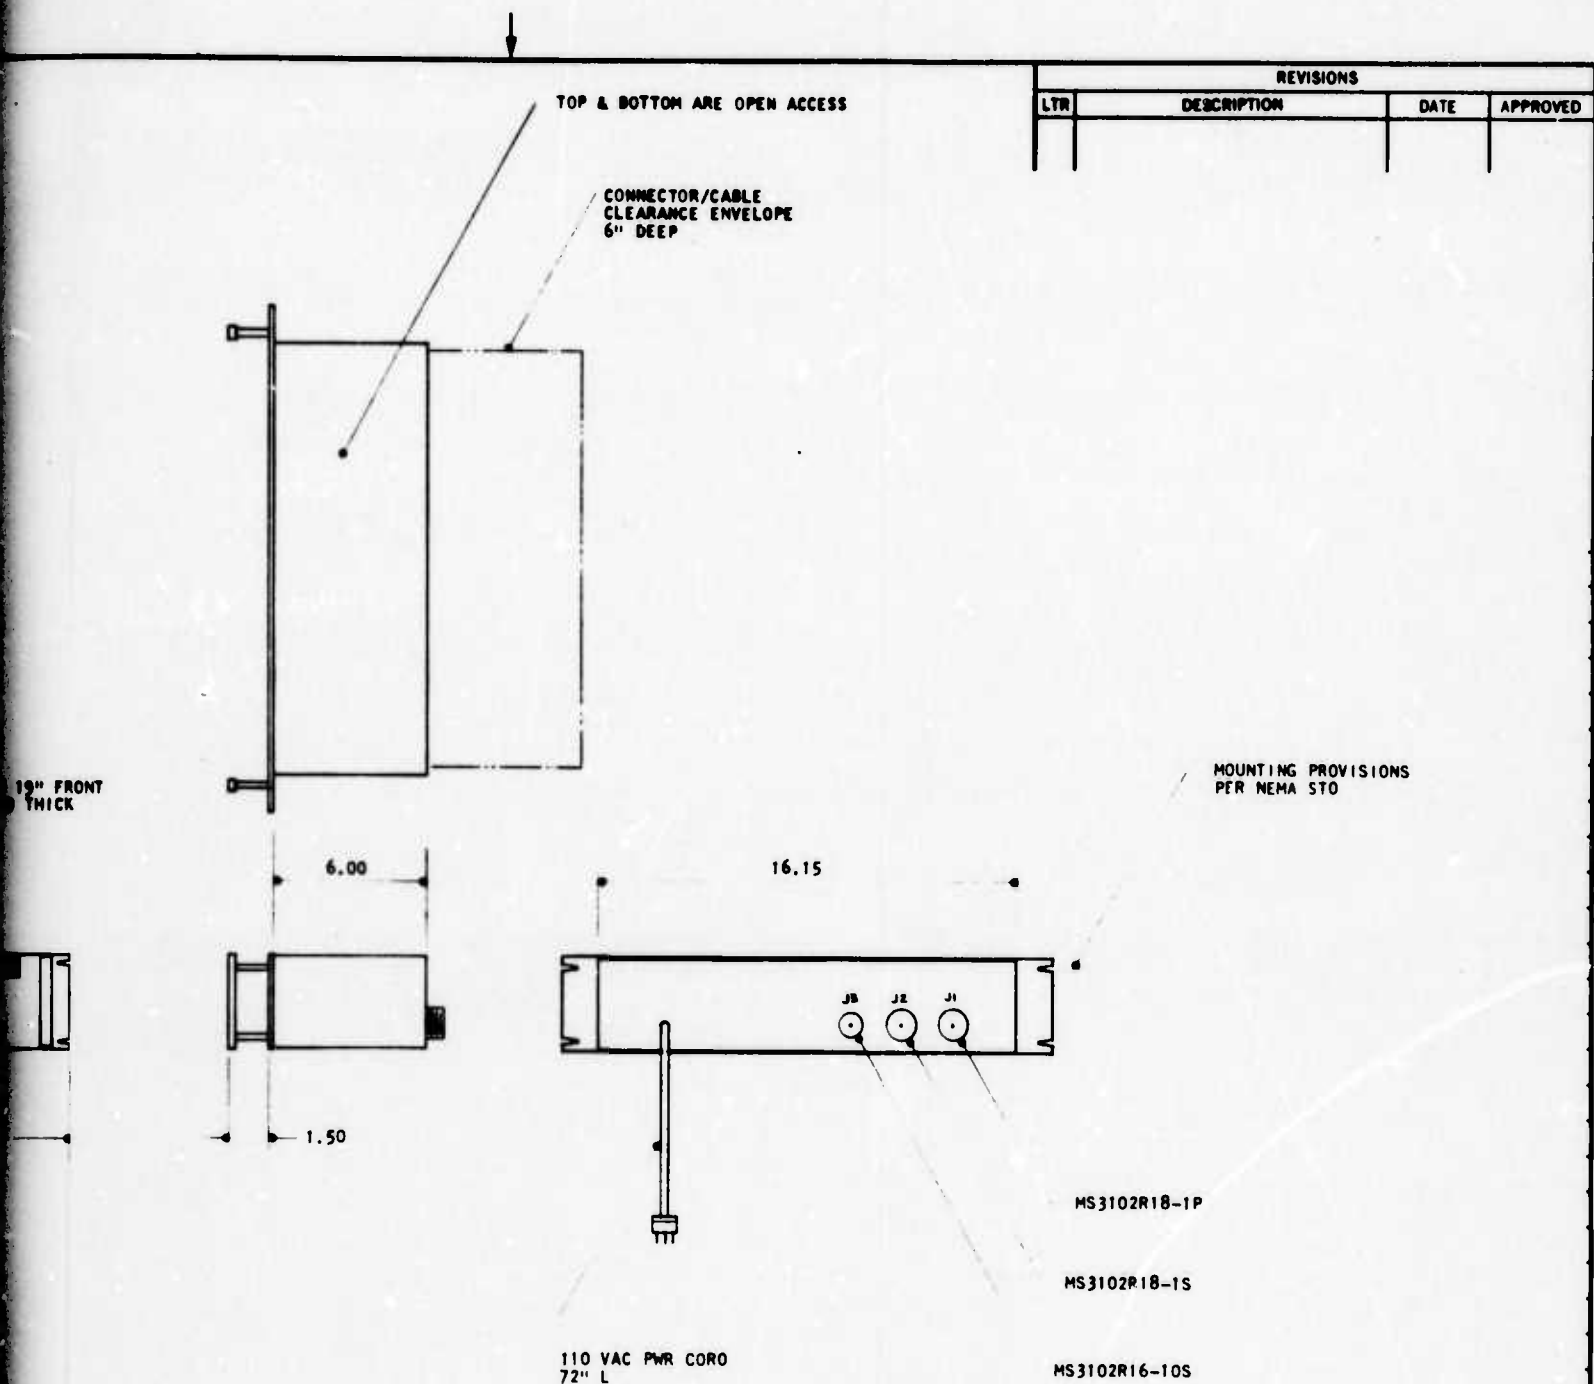 REVISIONS
LTR DESCRIPTION DATE APPROVED
TOP & BOTTOM ARE OPEN ACCESS
CONNECTOR/CABLE
CLEARANCE ENVELOPE
6" DEEP
19" FRONT
THICK
MOUNTING PROVISIONS
PER NEMA STO
6.00
16.15
J3 J2 J1
1.50
MS3102R18-1P
MS3102R18-1S
110 VAC PWR CORO
72" L
MS3102R16-10S